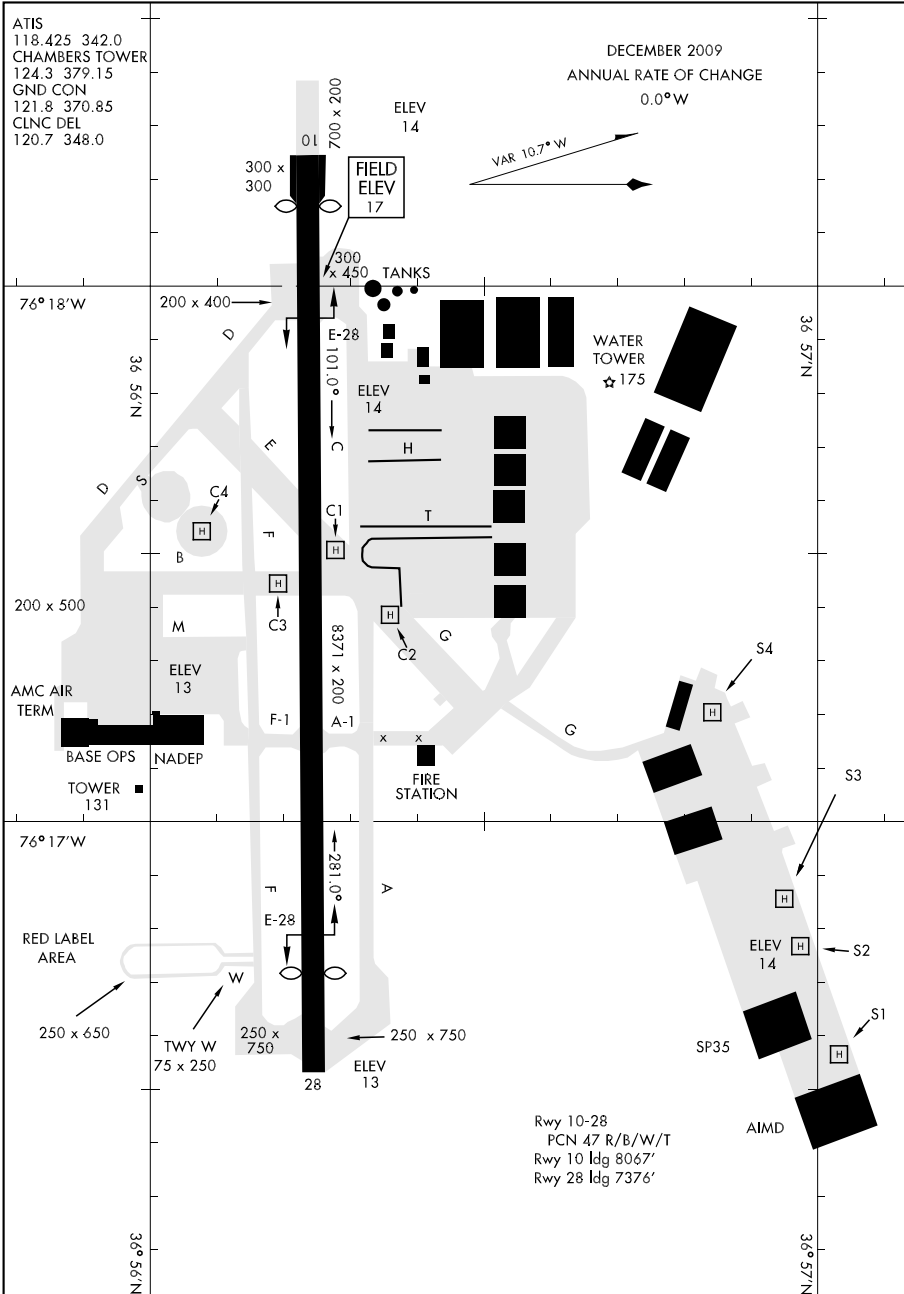 ATIS
118.425 342.0
CHAMBERS TOWER
124.3 379.15
GND CON
121.8 370.85
CLNC DEL
120.7 348.0
DECEMBER 2009
ANNUAL RATE OF CHANGE
0.0° W
VAR 10.7° W
ELEV
14
700 x 200
10
300 x
300
FIELD
ELEV
17
300
x 450
TANKS
76° 18'W
200 x 400
D
E-28
101.0°
36 56'N
36 57'N
WATER
TOWER
175
ELEV
14
E
C
H
D
S
C4
H
C1
T
F
H
B
H
C3
H
C2
200 x 500
M
G
8371 x 200
S4
H
ELEV
13
AMC AIR
TERM
F-1
A-1
G
x x
BASE OPS
NADEP
FIRE
STATION
TOWER
131
S3
76° 17'W
281.0°
F
A
H
E-28
RED LABEL
AREA
ELEV
14
H
S2
W
S1
250 x 650
TWY W
75 x 250
250 x
750
250 x 750
SP35
H
ELEV
13
28
Rwy 10-28
PCN 47 R/B/W/T
Rwy 10 ldg 8067'
Rwy 28 ldg 7376'
AIMD
36° 56'N
36° 57'N